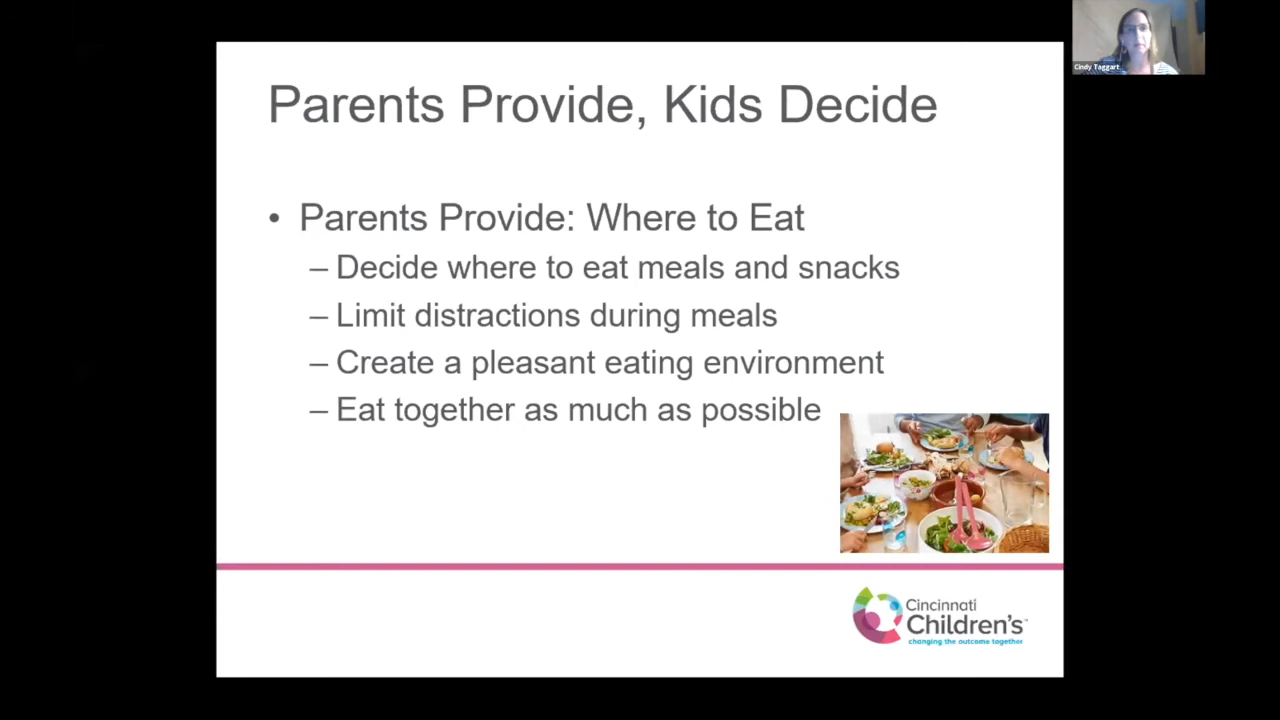 Cindy Taggart
Parents Provide, Kids Decide
• Parents Provide: Where to Eat
– Decide where to eat meals and snacks
– Limit distractions during meals
– Create a pleasant eating environment
– Eat together as much as possible
Cincinnati
Children's™
changing the outcome together